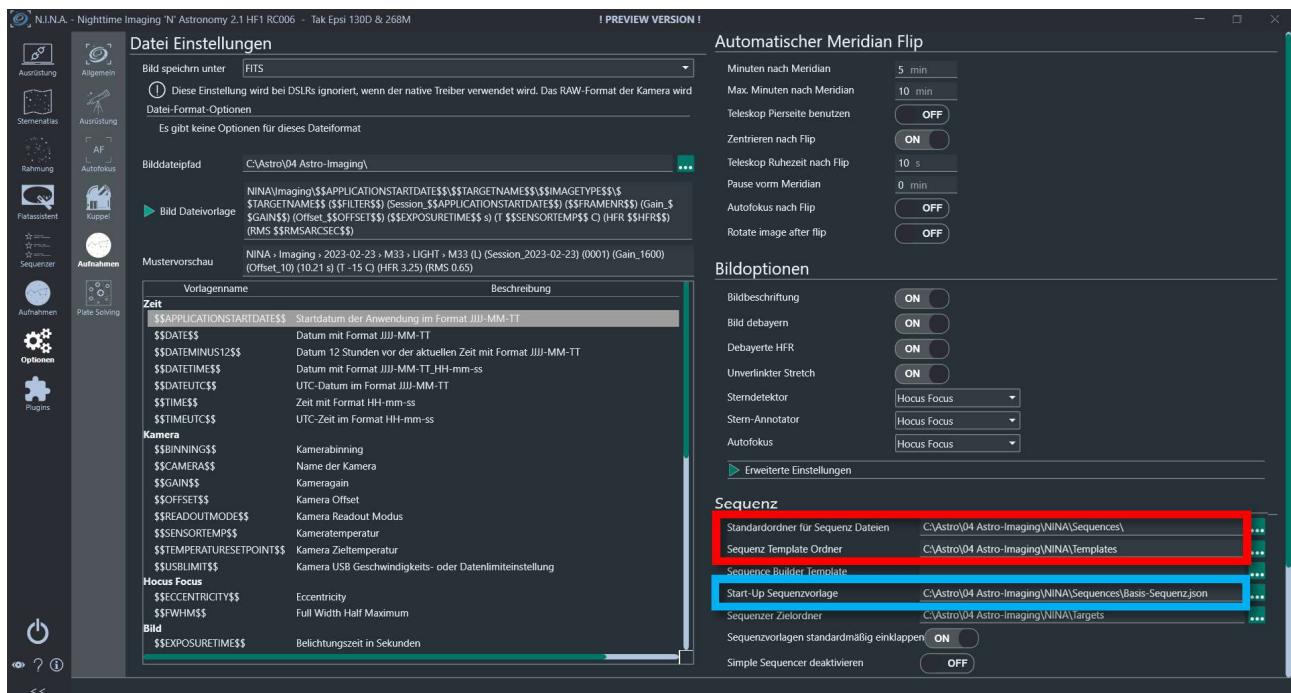 N.I.N.A. - Nighttime Imaging 'N' Astronomy 2.1 HF1 RC006 - Tak Epsi 130D & 268M
! PREVIEW VERSION !
Ausrüstung
Sternenatlas
Rahmung
Flatassistent
Sequenzer
Aufnahmen
Optionen
Plugins
<<
Allgemein
Ausrüstung
AF
Autofokus
Kuppel
Aufnahmen
Plate Solving
Datei Einstellungen
Bild speichrn unter FITS
Diese Einstellung wird bei DSLRs ignoriert, wenn der native Treiber verwendet wird. Das RAW-Format der Kamera wird
Datei-Format-Optionen
Es gibt keine Optionen für dieses Dateiformat
Bilddateipfad C:\Astro\04 Astro-Imaging\ ...
Bild Dateivorlage
NINA\Imaging\$$APPLICATIONSTARTDATE$$\$$TARGETNAME$$\$$IMAGETYPE$$\$
$TARGETNAME$$ ($$FILTER$$) (Session_$$APPLICATIONSTARTDATE$$) ($$FRAMENR$$) (Gain_$
$GAIN$$) (Offset_$$OFFSET$$) ($$EXPOSURETIME$$ s) (T $$SENSORTEMP$$ C) (HFR $$HFR$$)
(RMS $$RMSARCSEC$$)
Mustervorschau
NINA › Imaging › 2023-02-23 › M33 › LIGHT › M33 (L) (Session_2023-02-23) (0001) (Gain_1600)
(Offset_10) (10.21 s) (T -15 C) (HFR 3.25) (RMS 0.65)
Vorlagenname Beschreibung
Zeit
$$APPLICATIONSTARTDATE$$ Startdatum der Anwendung im Format JJJJ-MM-TT
$$DATE$$ Datum mit Format JJJJ-MM-TT
$$DATEMINUS12$$ Datum 12 Stunden vor der aktuellen Zeit mit Format JJJJ-MM-TT
$$DATETIME$$ Datum mit Format JJJJ-MM-TT_HH-mm-ss
$$DATEUTC$$ UTC-Datum im Format JJJJ-MM-TT
$$TIME$$ Zeit mit Format HH-mm-ss
$$TIMEUTC$$ UTC-Zeit im Format HH-mm-ss
Kamera
$$BINNING$$ Kamerabinning
$$CAMERA$$ Name der Kamera
$$GAIN$$ Kameragain
$$OFFSET$$ Kamera Offset
$$READOUTMODE$$ Kamera Readout Modus
$$SENSORTEMP$$ Kameratemperatur
$$TEMPERATURESETPOINT$$ Kamera Zieltemperatur
$$USBLIMIT$$ Kamera USB Geschwindigkeits- oder Datenlimiteinstellung
Hocus Focus
$$ECCENTRICITY$$ Eccentricity
$$FWHM$$ Full Width Half Maximum
Bild
$$EXPOSURETIME$$ Belichtungszeit in Sekunden
Automatischer Meridian Flip
Minuten nach Meridian 5 min
Max. Minuten nach Meridian 10 min
Teleskop Pierseite benutzen OFF
Zentrieren nach Flip ON
Teleskop Ruhezeit nach Flip 10 s
Pause vorm Meridian 0 min
Autofokus nach Flip OFF
Rotate image after flip OFF
Bildoptionen
Bildbeschriftung ON
Bild debayern ON
Debayerte HFR ON
Unverlinkter Stretch ON
Sterndetektor Hocus Focus
Stern-Annotator Hocus Focus
Autofokus Hocus Focus
Erweiterte Einstellungen
Sequenz
Standardordner für Sequenz Dateien C:\Astro\04 Astro-Imaging\NINA\Sequences\ ...
Sequenz Template Ordner C:\Astro\04 Astro-Imaging\NINA\Templates ...
Sequence Builder Template ...
Start-Up Sequenzvorlage C:\Astro\04 Astro-Imaging\NINA\Sequences\Basis-Sequenz.json ...
Sequenzer Zielordner C:\Astro\04 Astro-Imaging\NINA\Targets ...
Sequenzvorlagen standardmäßig einklappen ON
Simple Sequencer deaktivieren OFF